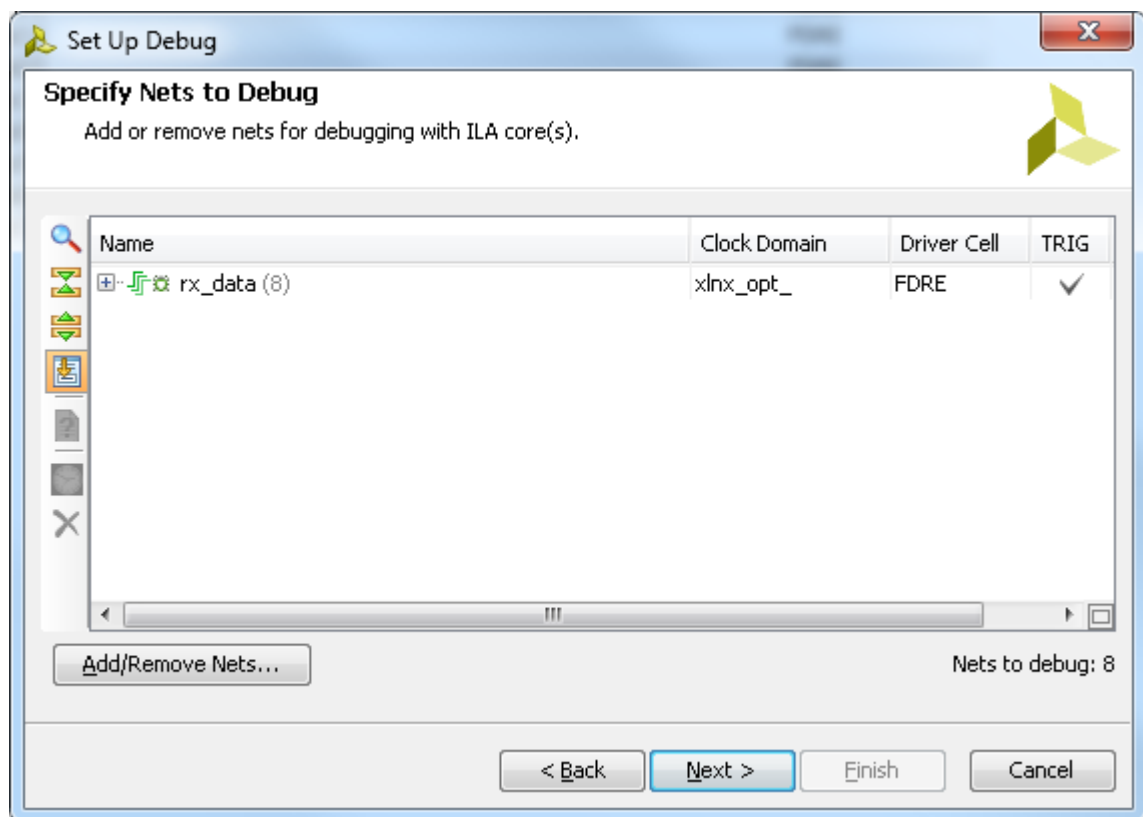 Set Up Debug
Specify Nets to Debug
Add or remove nets for debugging with ILA core(s).
Name Clock Domain Driver Cell TRIG
rx_data (8) xlnx_opt_ FDRE
Add/Remove Nets... Nets to debug: 8
< Back Next > Finish Cancel